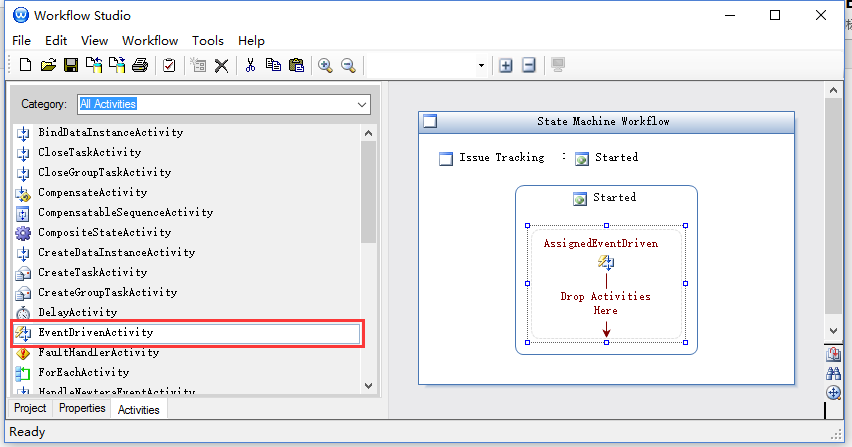 Workflow Studio
File Edit View Workflow Tools Help
Category: All Activities
BindDataInstanceActivity
CloseTaskActivity
CloseGroupTaskActivity
CompensateActivity
CompensatableSequenceActivity
CompositeStateActivity
CreateDataInstanceActivity
CreateTaskActivity
CreateGroupTaskActivity
DelayActivity
EventDrivenActivity
FaultHandlerActivity
ForEachActivity
HandleNewteraEventActivity
Project Properties Activities
State Machine Workflow
Issue Tracking : Started
Started
AssignedEventDriven
Drop Activities
Here
Ready